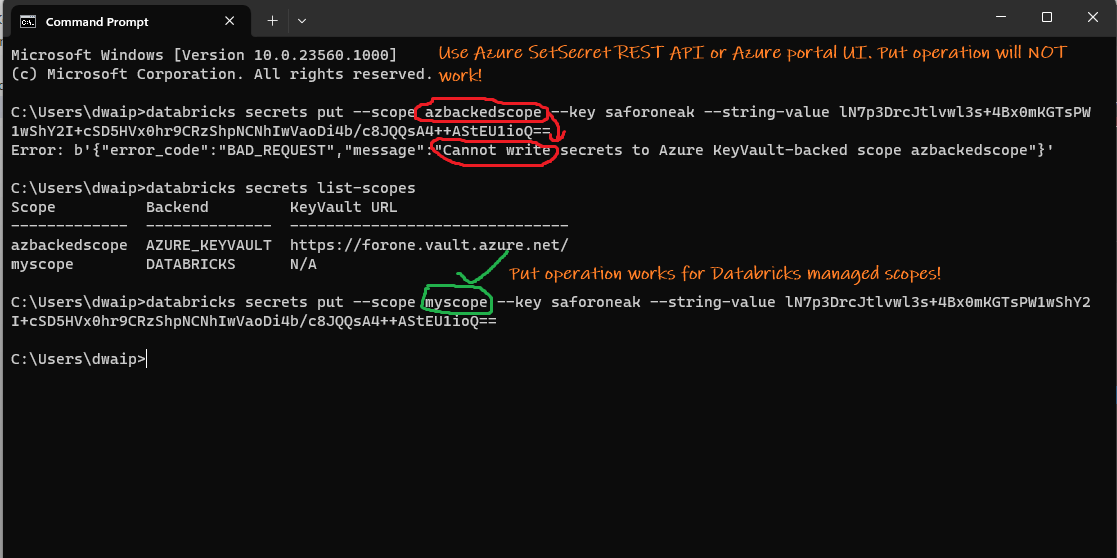 Command Prompt
Microsoft Windows [Version 10.0.23560.1000]
(c) Microsoft Corporation. All rights reserved.
Use Azure SetSecret REST API or Azure portal UI. Put operation will NOT
work!
C:\Users\dwaip>databricks secrets put --scope azbackedscope --key saforoneak --string-value lN7p3DrcJtlvwl3s+4Bx0mKGTsPW
1wShY2I+cSD5HVx0hr9CRzShpNCNhIwVaoDi4b/c8JQQsA4++AStEU1ioQ==
Error: b'{"error_code":"BAD_REQUEST","message":"Cannot write secrets to Azure KeyVault-backed scope azbackedscope"}'
C:\Users\dwaip>databricks secrets list-scopes
Scope Backend KeyVault URL
------------- -------------- -------------------------------
azbackedscope AZURE_KEYVAULT https://forone.vault.azure.net/
myscope DATABRICKS N/A
Put operation works for Databricks managed scopes!
C:\Users\dwaip>databricks secrets put --scope myscope --key saforoneak --string-value lN7p3DrcJtlvwl3s+4Bx0mKGTsPW1wShY2
I+cSD5HVx0hr9CRzShpNCNhIwVaoDi4b/c8JQQsA4++AStEU1ioQ==
C:\Users\dwaip>